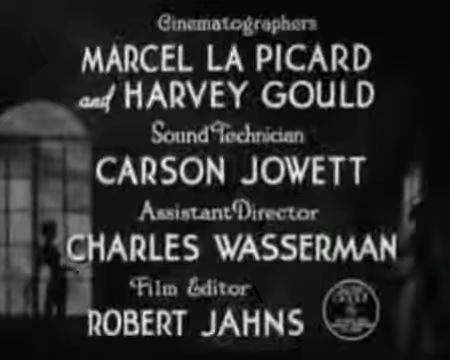 Cinematographers
MARCEL LA PICARD
and HARVEY GOULD
Sound Technician
CARSON JOWETT
Assistant Director
CHARLES WASSERMAN
Film Editor
ROBERT JAHNS